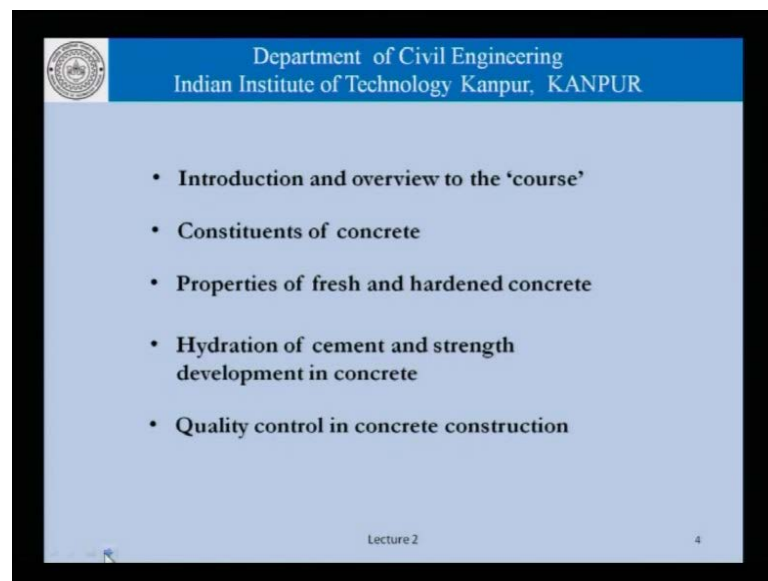 Department of Civil Engineering
Indian Institute of Technology Kanpur, KANPUR
• Introduction and overview to the ‘course’
• Constituents of concrete
• Properties of fresh and hardened concrete
• Hydration of cement and strength
development in concrete
• Quality control in concrete construction
Lecture 2
4